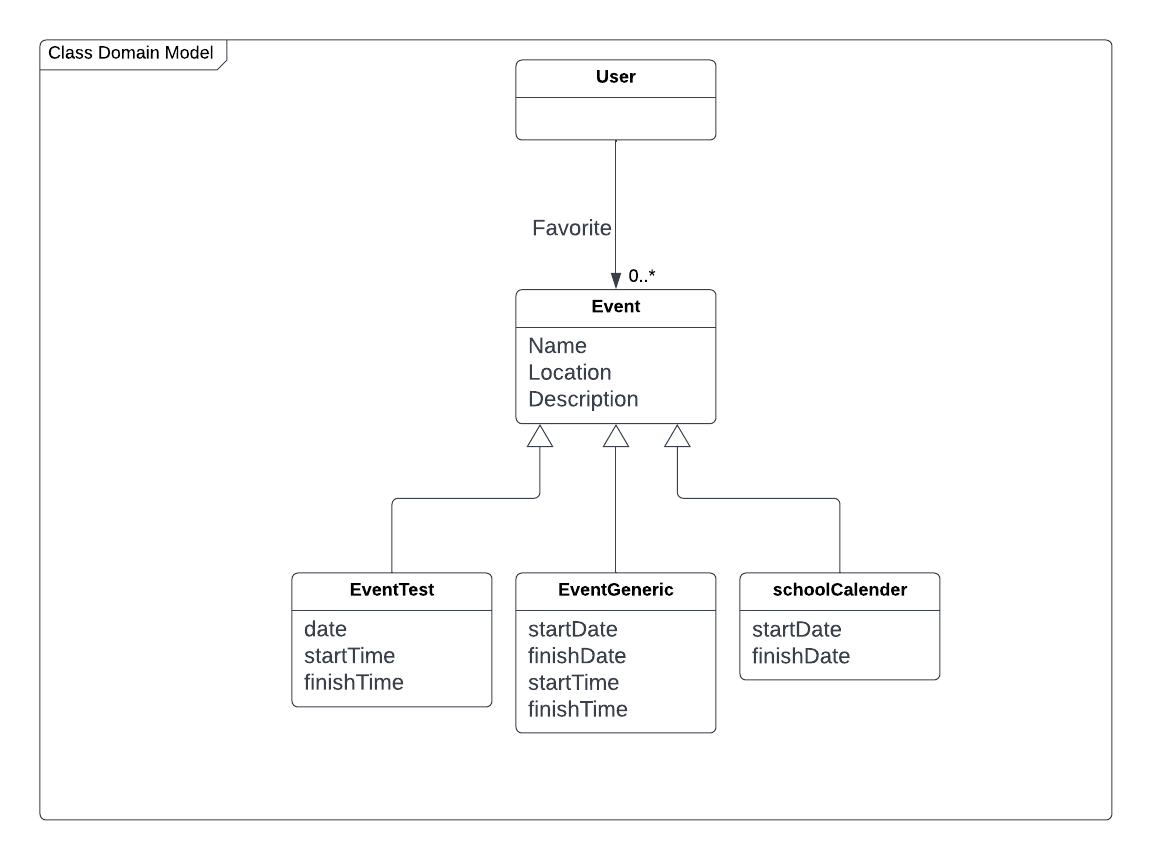 Class Domain Model
User
Favorite
0..*
Event
Name
Location
Description
EventTest
date
startTime
finishTime
EventGeneric
startDate
finishDate
startTime
finishTime
schoolCalender
startDate
finishDate